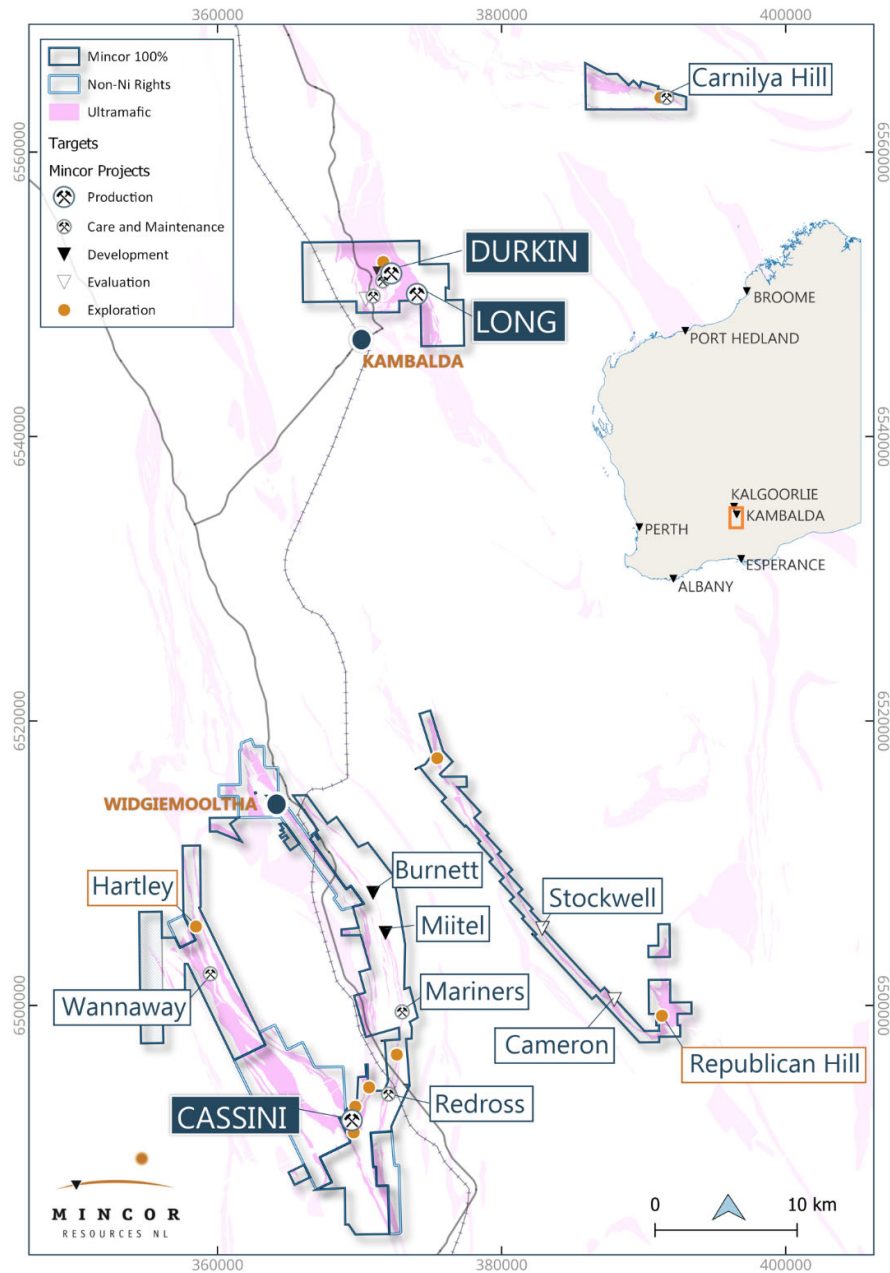 360000
380000
400000
Mincor 100%
Non-Ni Rights
Ultramafic
Targets
Mincor Projects
Production
Care and Maintenance
Development
Evaluation
Exploration
Carnilya Hill
6560000
6560000
DURKIN
LONG
KAMBALDA
BROOME
PORT HEDLAND
KALGOORLIE
KAMBALDA
PERTH
ESPERANCE
ALBANY
6540000
6540000
6520000
6520000
WIDGIEMOOLTHA
Hartley
Burnett
Miitel
Stockwell
Wannaway
Mariners
Cameron
Republican Hill
6500000
6500000
CASSINI
Redross
MINCOR
RESOURCES NL
0
10 km
360000
380000
400000